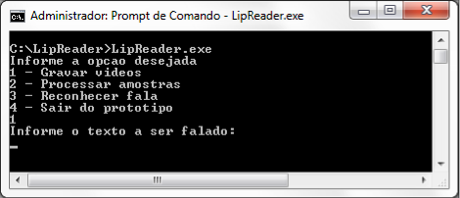 Administrador: Prompt de Comando - LipReader.exe
C:\LipReader>LipReader.exe
Informe a opcao desejada
1 - Gravar videos
2 - Processar amostras
3 - Reconhecer fala
4 - Sair do prototipo
1
Informe o texto a ser falado: